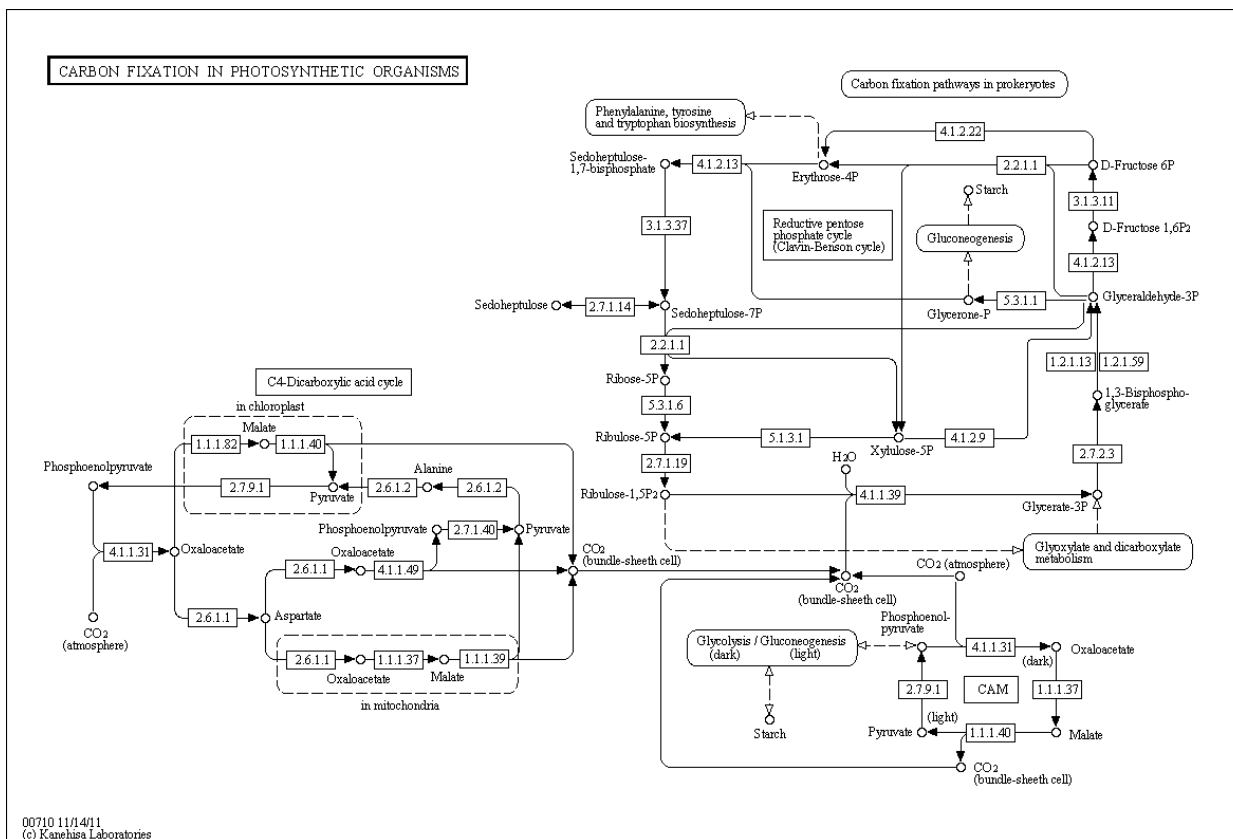 CARBON FIXATION IN PHOTOSYNTHETIC ORGANISMS
Carbon fixation pathways in prokeryotes
Phenylalanine, tyrosine
and tryptophan biosynthesis
4.1.2.22
Sedoheptulose-
1,7-bisphosphate
4.1.2.13
Erythrose-4P
2.2.1.1
D-Fructose 6P
Starch
3.1.3.11
3.1.3.37
Reductive pentose
phosphate cycle
(Clavin-Benson cycle)
Gluconeogenesis
D-Fructose 1,6P2
4.1.2.13
Sedoheptulose
2.7.1.14
Sedoheptulose-7P
Glycerone-P
5.3.1.1
Glyceraldehyde-3P
2.2.1.1
1.2.1.13
1.2.1.59
Ribose-5P
5.3.1.6
1,3-Bisphospho-
glycerate
Ribulose-5P
5.1.3.1
Xylulose-5P
4.1.2.9
2.7.2.3
2.7.1.19
H2O
Ribulose-1,5P2
4.1.1.39
Glycerate-3P
Glyoxylate and dicarboxylate
metabolism
C4-Dicarboxylic acid cycle
in chloroplast
Malate
1.1.1.82
1.1.1.40
Phosphoenolpyruvate
2.7.9.1
Pyruvate
2.6.1.2
Alanine
2.6.1.2
Phosphoenolpyruvate
2.7.1.40
Pyruvate
4.1.1.31
Oxaloacetate
Oxaloacetate
2.6.1.1
4.1.1.49
CO2
(bundle-sheeth cell)
2.6.1.1
Aspartate
CO2
(atmosphere)
2.6.1.1
1.1.1.37
1.1.1.39
Oxaloacetate
Malate
in mitochondria
CO2 (atmosphere)
CO2
(bundle-sheeth cell)
Phosphoenol-
pyruvate
Glycolysis / Gluconeogenesis
(dark)
(light)
4.1.1.31
(dark)
Oxaloacetate
2.7.9.1
CAM
1.1.1.37
(light)
Starch
Pyruvate
1.1.1.40
Malate
CO2
(bundle-sheeth cell)
00710 11/14/11
(c) Kanehisa Laboratories